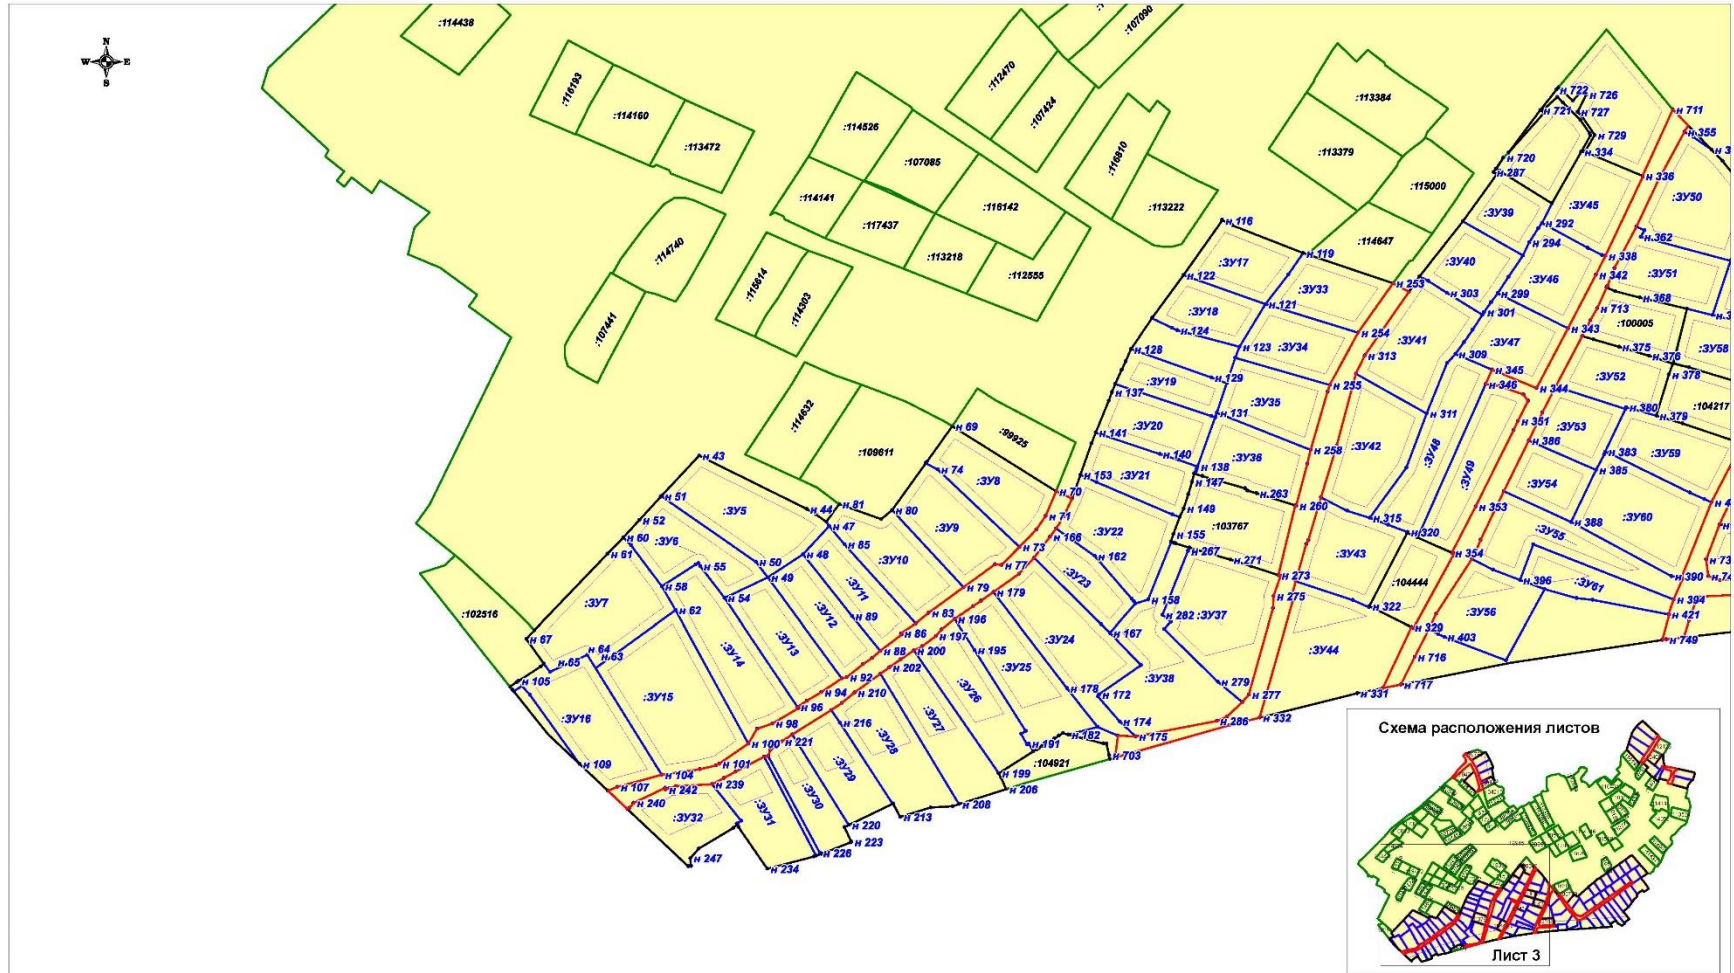 N
W
E
S
:114438
:116193
:114160
:113472
:114740
:107441
:115614
:114303
:114526
:107085
:114141
:117437
:116142
:113218
:112555
:112470
:107424
:107090
:116810
:113222
:113384
:113379
:115000
:114647
:114632
:109611
:99925
:102516
:103767
:104444
:104921
:100005
:104217
н 722
н 726
н 721
н 727
н 711
н 729
н 355
н 334
н 720
н 287
н 336
:ЗУ50
:ЗУ39
:ЗУ45
н 292
н 294
н 362
н 116
н 119
:ЗУ17
н 122
:ЗУ33
н 253
:ЗУ40
н 338
н 342
:ЗУ51
:ЗУ46
н 303
н 299
н 368
н 121
:ЗУ18
н 124
н 301
н 713
н 254
:ЗУ41
:ЗУ47
н 343
н 128
н 123
:ЗУ34
н 313
н 309
н 375
н 376
:ЗУ58
н 345
н 378
:ЗУ52
:ЗУ19
н 129
н 137
н 255
н 346
н 344
:ЗУ35
н 131
н 311
н 351
н 380
н 379
:ЗУ20
н 141
н 140
н 258
:ЗУ42
:ЗУ48
:ЗУ49
н 386
:ЗУ53
н 383
:ЗУ59
:ЗУ36
н 138
н 385
н 153
:ЗУ21
н 147
н 263
:ЗУ54
н 149
н 260
н 353
н 315
н 388
:ЗУ60
:ЗУ22
н 155
н 320
:ЗУ55
н 267
н 271
:ЗУ43
н 354
н 162
н 273
н 396
:ЗУ61
н 390
н 158
н 275
н 322
н 394
н 282
:ЗУ37
:ЗУ56
н 421
н 329
н 403
н 749
:ЗУ44
н 716
:ЗУ38
н 279
н 277
н 331
н 717
н 332
н 286
н 69
н 43
н 74
:ЗУ8
н 70
н 51
н 44
н 81
н 80
н 71
:ЗУ5
н 52
н 47
:ЗУ9
н 166
н 60
:ЗУ6
н 85
н 73
н 61
н 48
:ЗУ10
н 50
н 55
н 77
н 49
:ЗУ23
н 58
н 79
н 179
н 54
:ЗУ11
:ЗУ7
н 62
:ЗУ12
н 89
н 83
н 196
н 167
н 86
н 197
:ЗУ24
н 67
:ЗУ13
н 64
н 88
н 200
н 195
:ЗУ14
н 65
н 63
:ЗУ25
н 202
н 105
н 92
н 178
:ЗУ15
н 94
н 210
:ЗУ26
н 172
н 96
:ЗУ16
н 98
н 216
:ЗУ27
н 174
н 182
н 175
н 100
н 221
:ЗУ28
н 191
н 703
н 109
н 101
н 104
:ЗУ29
н 199
н 107
н 242
н 239
н 206
н 240
:ЗУ30
н 208
:ЗУ32
:ЗУ31
н 213
н 220
н 223
н 226
н 247
н 234
Схема расположения листов
Лист 3